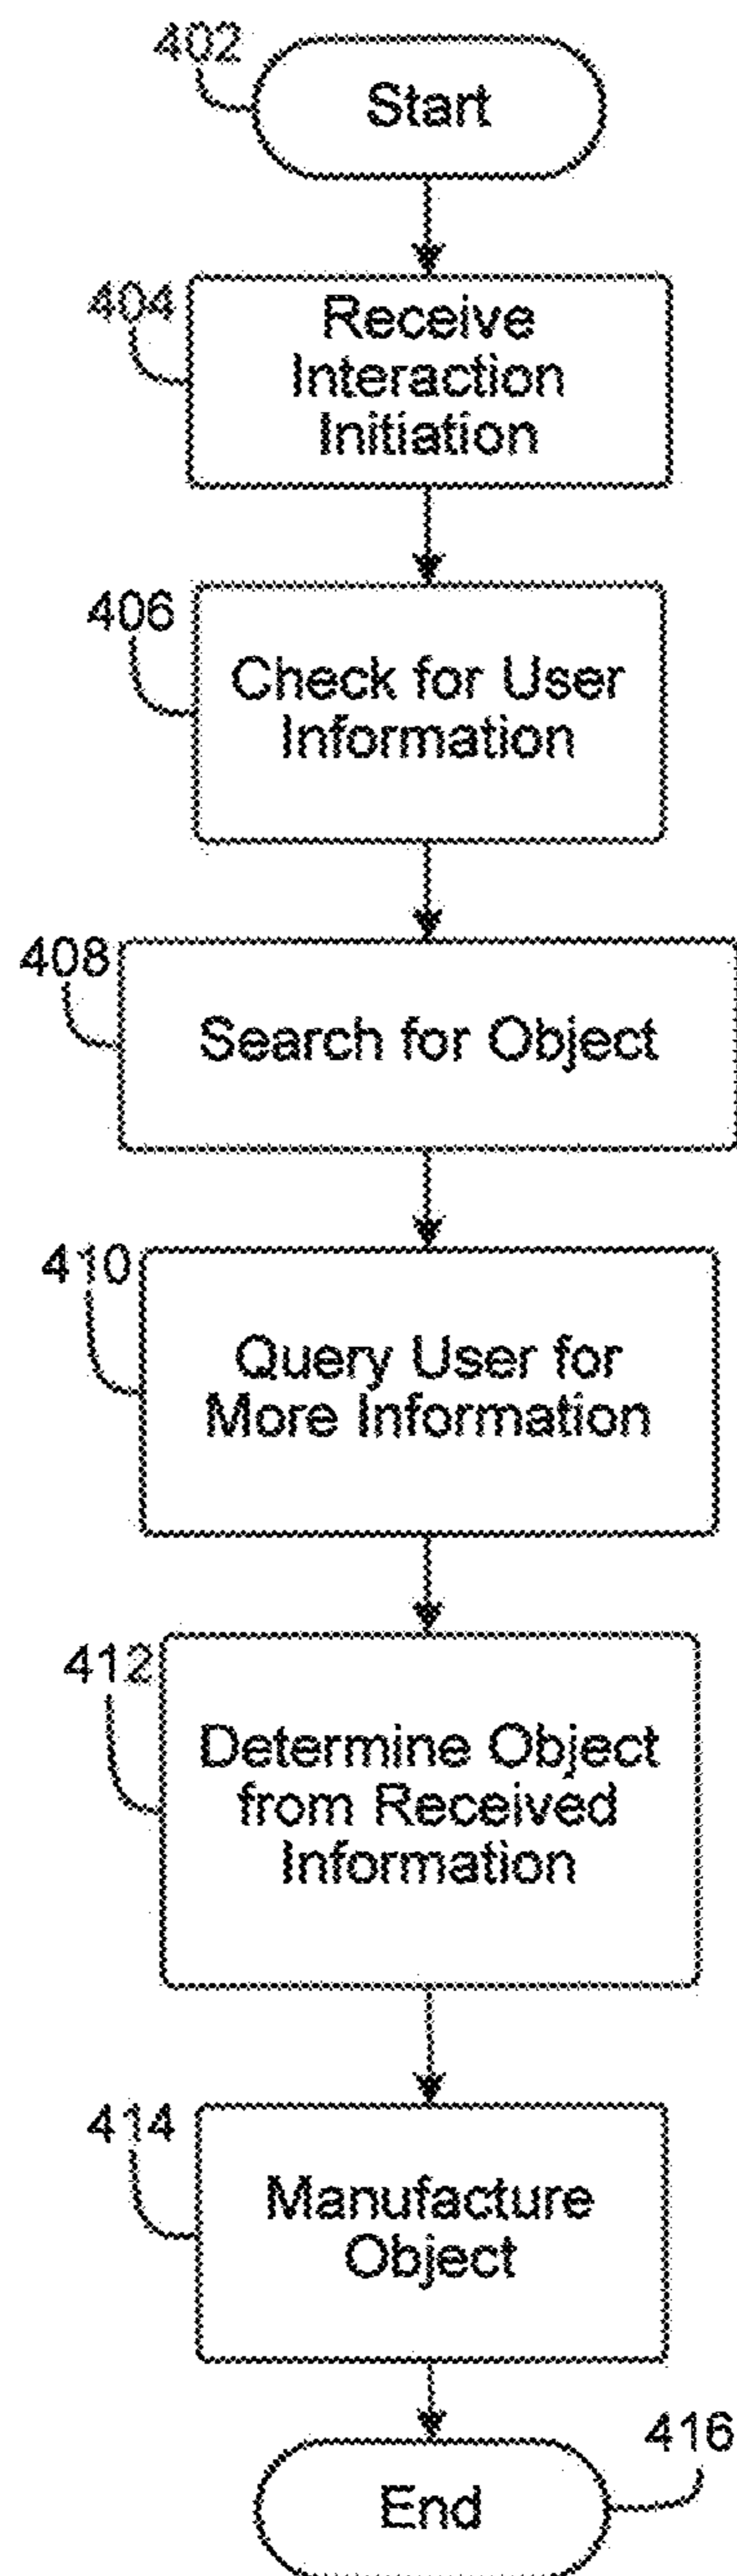 402
Start
404
Receive
Interaction
Initiation
406
Check for User
Information
408
Search for Object
410
Query User for
More Information
412
Determine Object
from Received
Information
414
Manufacture
Object
416
End